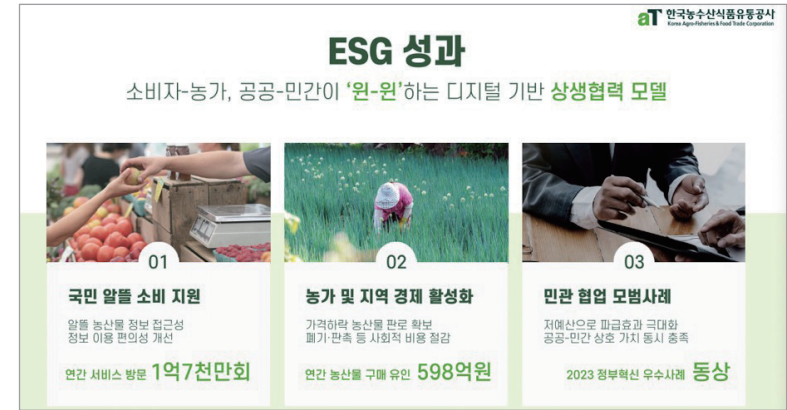 aT 한국농수산식품유통공사
Korea Agro-Fisheries & Food Trade Corporation
ESG 성과
소비자-농가, 공공-민간이 ‘윈-윈’하는 디지털 기반 상생협력 모델
01
국민 알뜰 소비 지원
알뜰 농산물 정보 접근성
정보 이용 편의성 개선
연간 서비스 방문 1억7천만회
02
농가 및 지역 경제 활성화
가격하락 농산물 판로 확보
폐기·판촉 등 사회적 비용 절감
연간 농산물 구매 유인 598억원
03
민관 협업 모범사례
저예산으로 파급효과 극대화
공공-민간 상호 가치 동시 충족
2023 정부혁신 우수사례 동상